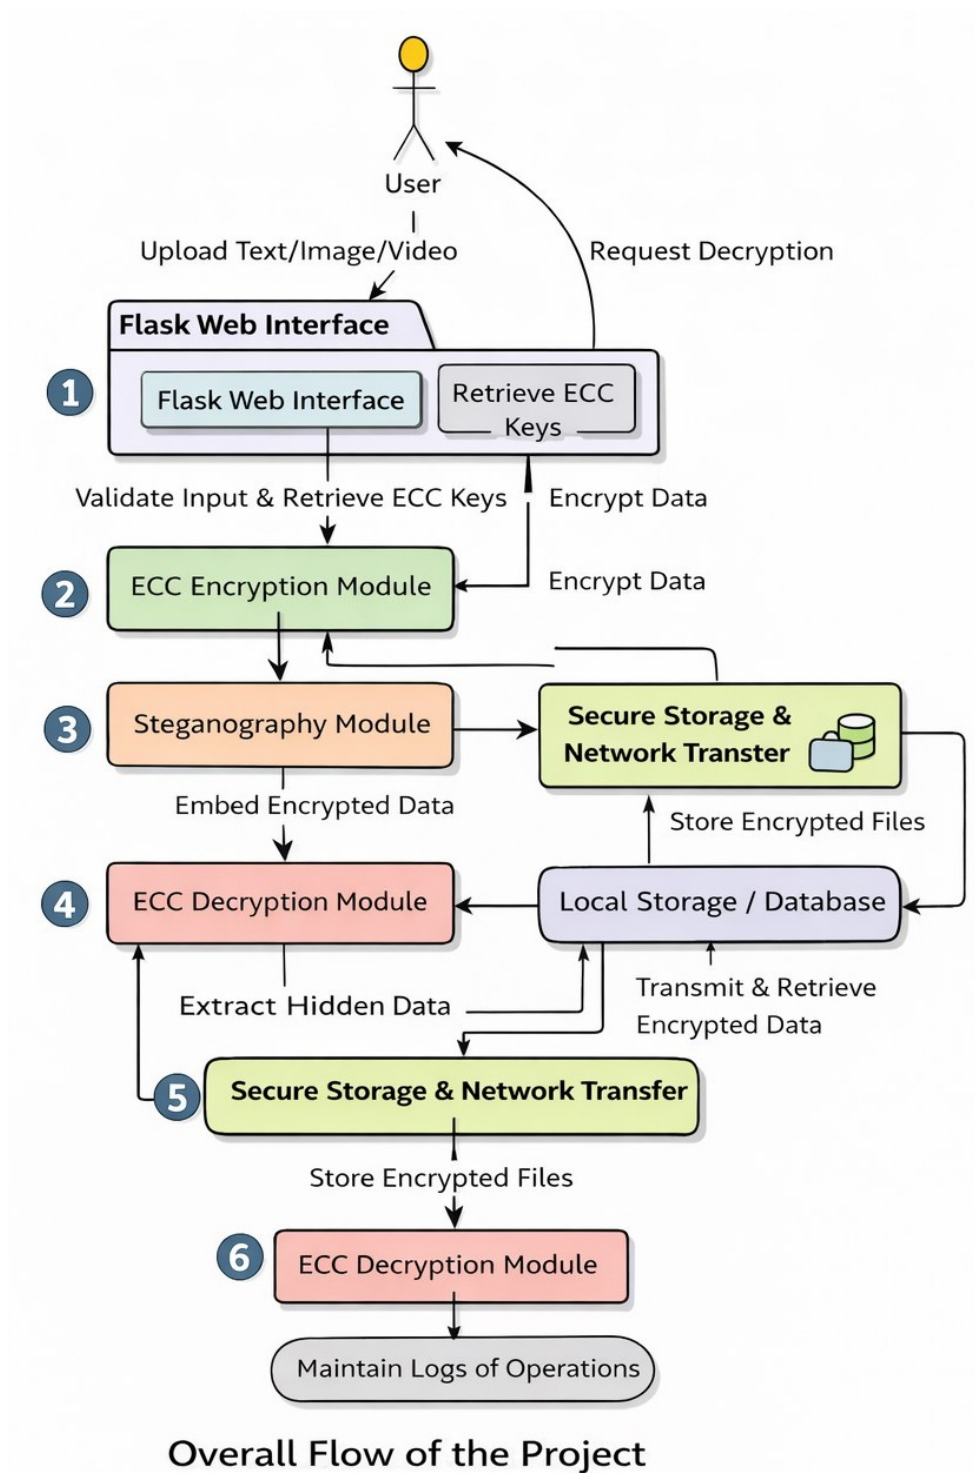 User
Upload Text/Image/Video
Request Decryption
Flask Web Interface
1
Flask Web Interface
Retrieve ECC
Keys
Validate Input & Retrieve ECC Keys
Encrypt Data
2
ECC Encryption Module
Encrypt Data
3
Steganography Module
Secure Storage &
Network Transter
Embed Encrypted Data
Store Encrypted Files
4
ECC Decryption Module
Local Storage / Database
Extract Hidden Data
Transmit & Retrieve
Encrypted Data
5
Secure Storage & Network Transfer
Store Encrypted Files
6
ECC Decryption Module
Maintain Logs of Operations
Overall Flow of the Project